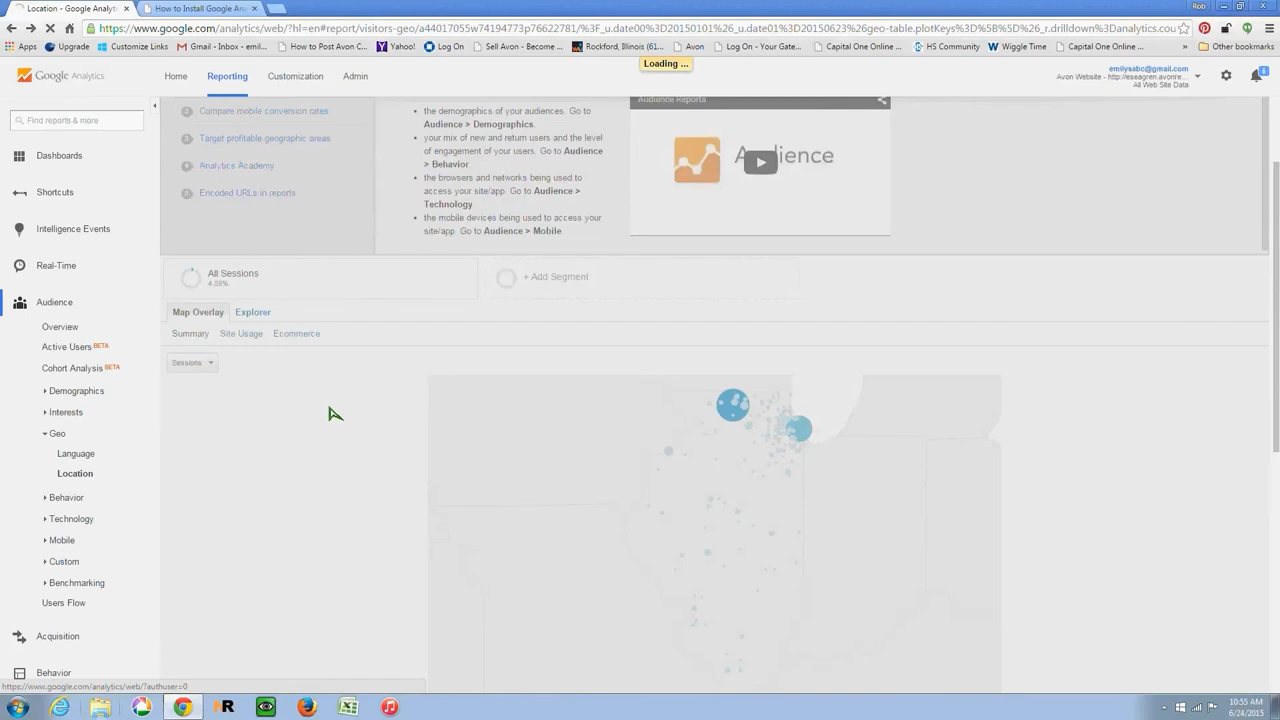 Location - Google Analyt
How to Install Google An
Rob
https://www.google.com/analytics/web/?hl=en#report/visitors-geo/a44017055w74194773p76622781/%3F_u.date00%3D20150101%26_u.date01%3D20150623%26geo-table.plotKeys%3D%5B%5D%26_r.drilldown%3Danalytics.cou
Apps
Upgrade
Customize Links
Gmail - Inbox - emil...
How to Post Avon C...
Yahoo!
Log On
Sell Avon - Become ...
Rockford, Illinois (61...
Avon
Log On - Your Gate...
Capital One Online ...
HS Community
Wiggle Time
Capital One Online ...
»
Other bookmarks
Loading ...
Google Analytics
Home
Reporting
Customization
Admin
emilysabc@gmail.com
Avon Website - http://eseagren.avonre...
All Web Site Data
Find reports & more
Dashboards
Shortcuts
Intelligence Events
Real-Time
Audience
Overview
Active Users BETA
Cohort Analysis BETA
Demographics
Interests
Geo
Language
Location
Behavior
Technology
Mobile
Custom
Benchmarking
Users Flow
Acquisition
Behavior
Compare mobile conversion rates
Target profitable geographic areas
Analytics Academy
Encoded URLs in reports
the demographics of your audiences. Go to
Audience > Demographics.
your mix of new and return users and the level
of engagement of your users. Go to Audience
> Behavior
the browsers and networks being used to
access your site/app. Go to Audience >
Technology
the mobile devices being used to access your
site/app. Go to Audience > Mobile
Audience Reports
Audience
All Sessions
4.89%
+ Add Segment
Map Overlay
Explorer
Summary
Site Usage
Ecommerce
Sessions
https://www.google.com/analytics/web/?authuser=0
10:55 AM
6/24/2015